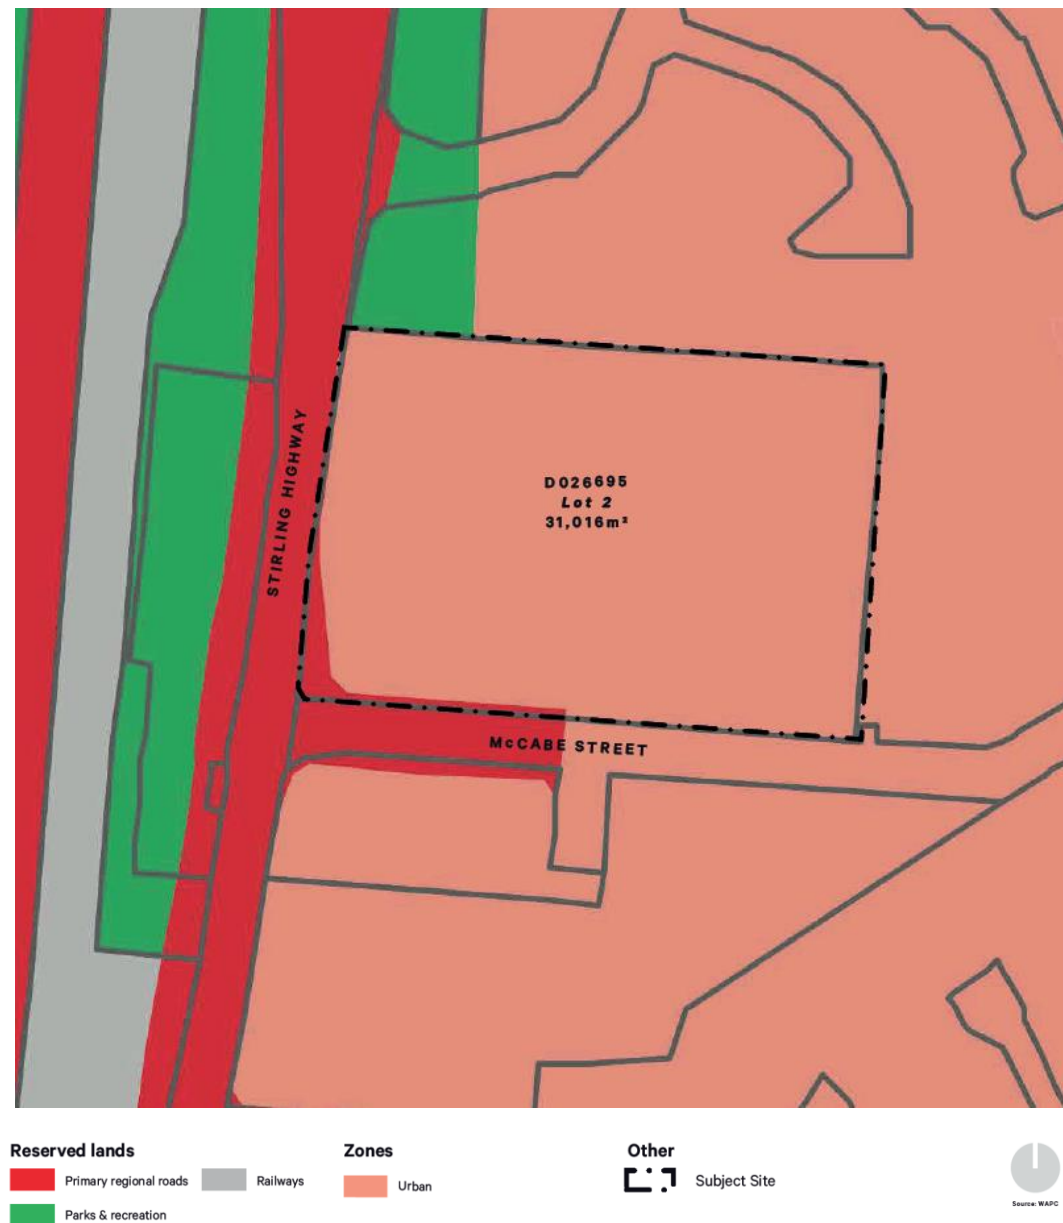 D026695
Lot 2
31,016m²
STIRLING HIGHWAY
McCABE STREET
Reserved lands
Primary regional roads
Railways
Parks & recreation
Zones
Urban
Other
Subject Site
Source: WAPC